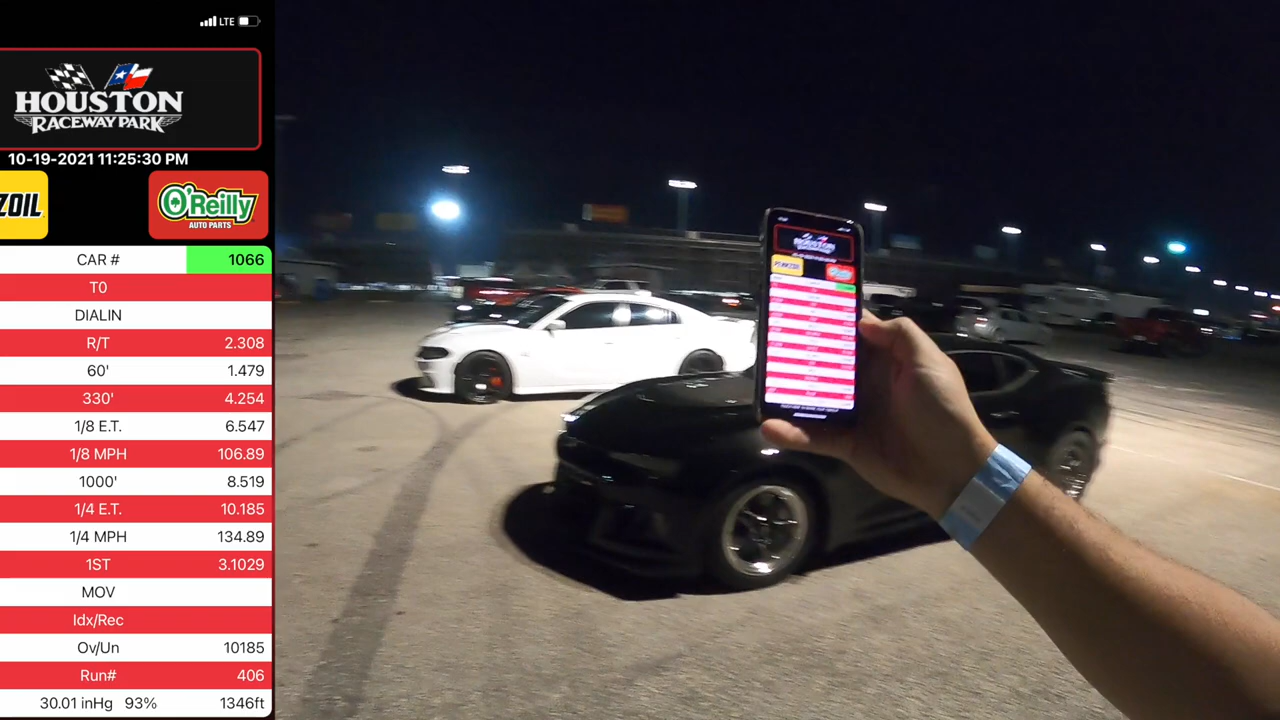 LTE
HOUSTON
RACEWAY PARK
10-19-2021 11:25:30 PM
ZOIL
O'Reilly
AUTO PARTS
CAR # 1066
T0
DIALIN
R/T 2.308
60' 1.479
330' 4.254
1/8 E.T. 6.547
1/8 MPH 106.89
1000' 8.519
1/4 E.T. 10.185
1/4 MPH 134.89
1ST 3.1029
MOV
Idx/Rec
Ov/Un 10185
Run# 406
30.01 inHg 93% 1346ft
HOUSTON
PENNZOIL
O'Reilly